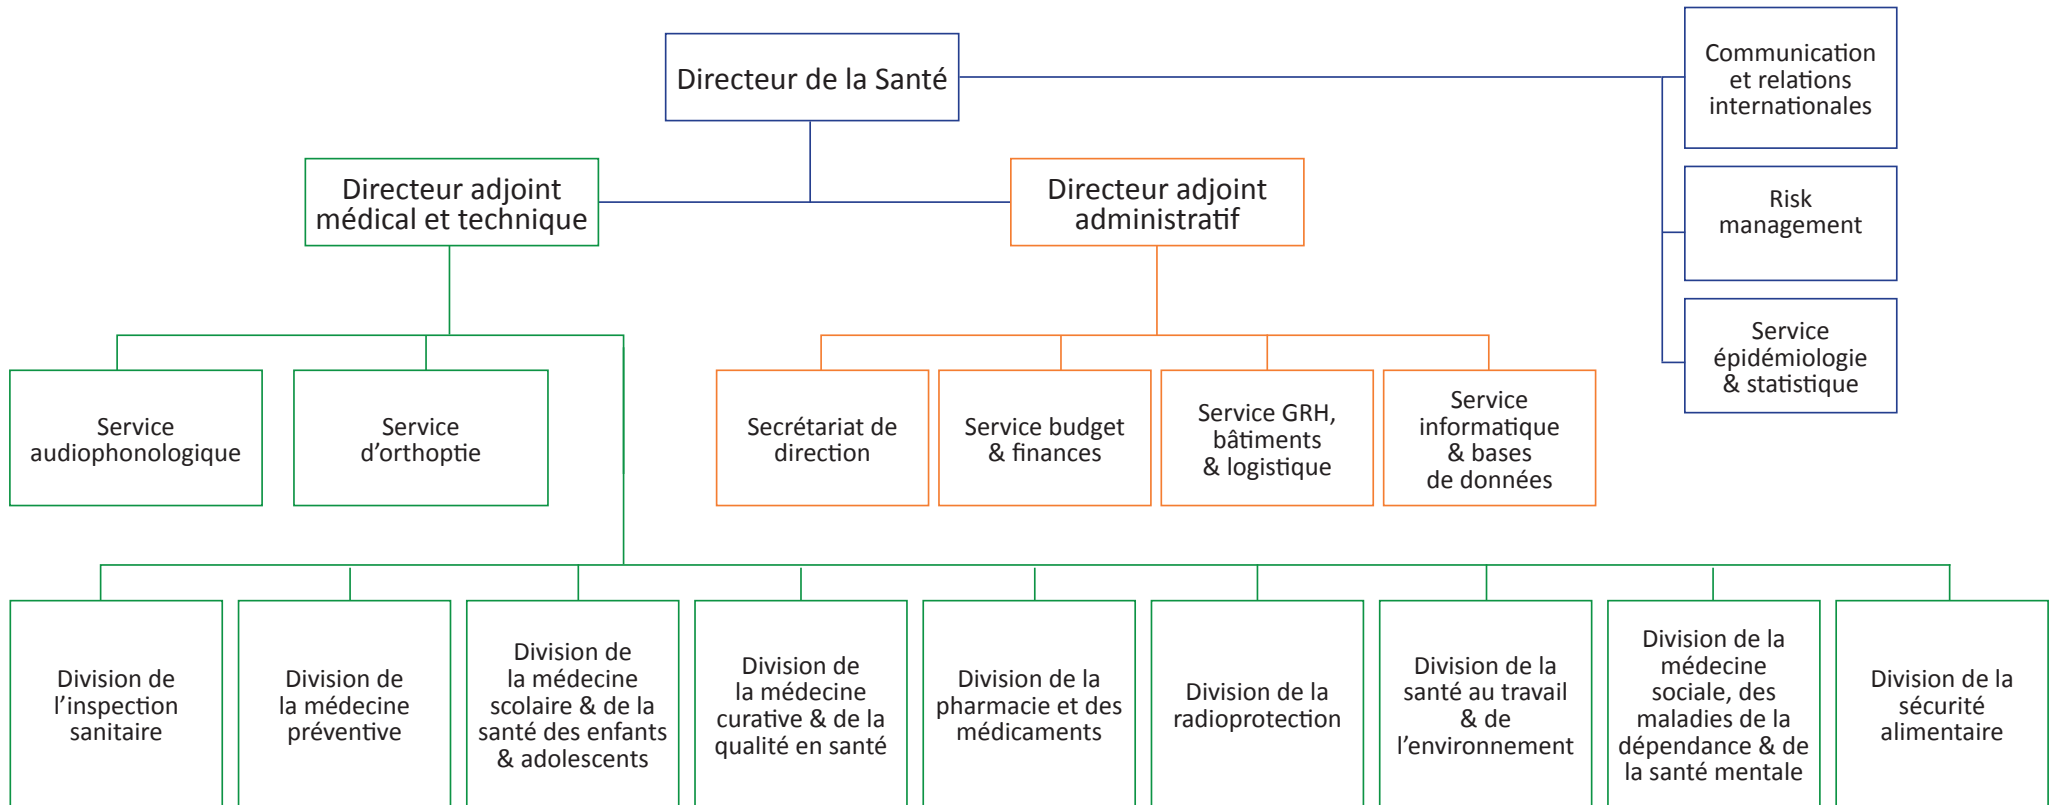 Directeur de la Santé
Communication
et relations
internationales
Directeur adjoint
médical et technique
Directeur adjoint
administratif
Risk
management
Service
épidémiologie
& statistique
Service
audiophonologique
Service
d’orthoptie
Secrétariat de
direction
Service budget
& finances
Service GRH,
bâtiments
& logistique
Service
informatique
& bases
de données
Division de
l’inspection
sanitaire
Division de
la médecine
préventive
Division de
la médecine
scolaire & de la
santé des enfants
& adolescents
Division de
la médecine
curative & de la
qualité en santé
Division de la
pharmacie et des
médicaments
Division de la
radioprotection
Division de la
santé au travail
& de
l’environnement
Division de la
médecine
sociale, des
maladies de la
dépendance & de
la santé mentale
Division de la
sécurité
alimentaire